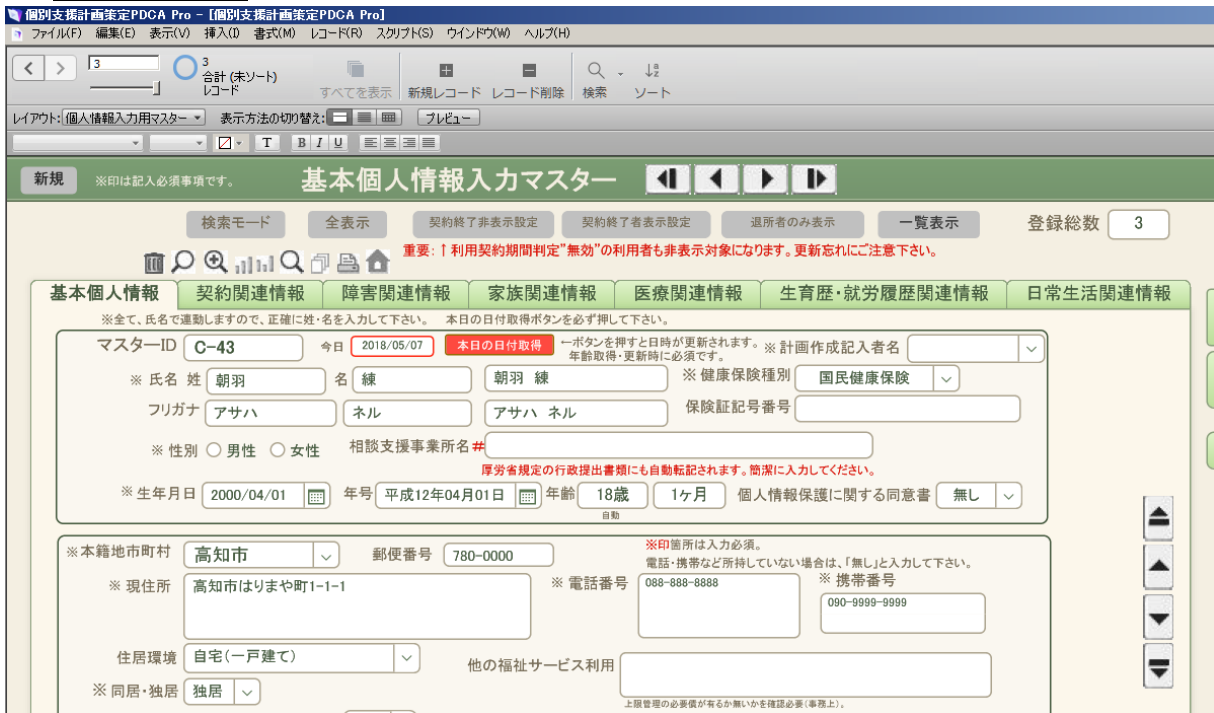 個別支援計画策定PDCA Pro - [個別支援計画策定PDCA Pro]
ファイル(F) 編集(E) 表示(V) 挿入(I) 書式(M) レコード(R) スクリプト(S) ウインドウ(W) ヘルプ(H)
3 3 合計 (未ソート) レコード すべてを表示 新規レコード レコード削除 検索 ソート
レイアウト: 個人情報入力用マスター 表示方法の切り替え: プレビュー
T B I U
新規 ※印は記入必須事項です。 基本個人情報入力マスター
検索モード 全表示 契約終了非表示設定 契約終了者表示設定 退所者のみ表示 一覧表示 登録総数 3
重要:↑利用契約期間判定"無効"の利用者も非表示対象になります。更新忘れにご注意下さい。
基本個人情報 契約関連情報 障害関連情報 家族関連情報 医療関連情報 生育歴・就労履歴関連情報 日常生活関連情報
※全て、氏名で連動しますので、正確に姓・名を入力して下さい。 本日の日付取得ボタンを必ず押して下さい。
マスターID C-43 今日 2018/05/07 本日の日付取得 ←ボタンを押すと日時が更新されます。 ※計画作成記入者名
年齢取得・更新時に必須です。
※ 氏名 姓 朝羽 名 練 朝羽 練 ※健康保険種別 国民健康保険
フリガナ アサハ ネル アサハ ネル 保険証記号番号
※ 性別 男性 女性 相談支援事業所名#
厚労省規定の行政提出書類にも自動転記されます。簡潔に入力してください。
※生年月日 2000/04/01 年号 平成12年04月01日 年齢 18歳 1ヶ月 個人情報保護に関する同意書 無し
自動
※本籍地市町村 高知市 郵便番号 780-0000 ※印箇所は入力必須。
電話・携帯など所持していない場合は、「無し」と入力して下さい。
※ 現住所 高知市はりまや町1-1-1 ※ 電話番号 088-888-8888 ※ 携帯番号
090-9999-9999
住居環境 自宅(一戸建て) 他の福祉サービス利用
※同居・独居 独居
上限管理の必要価が有るか無いかを確認必要(事務上)。